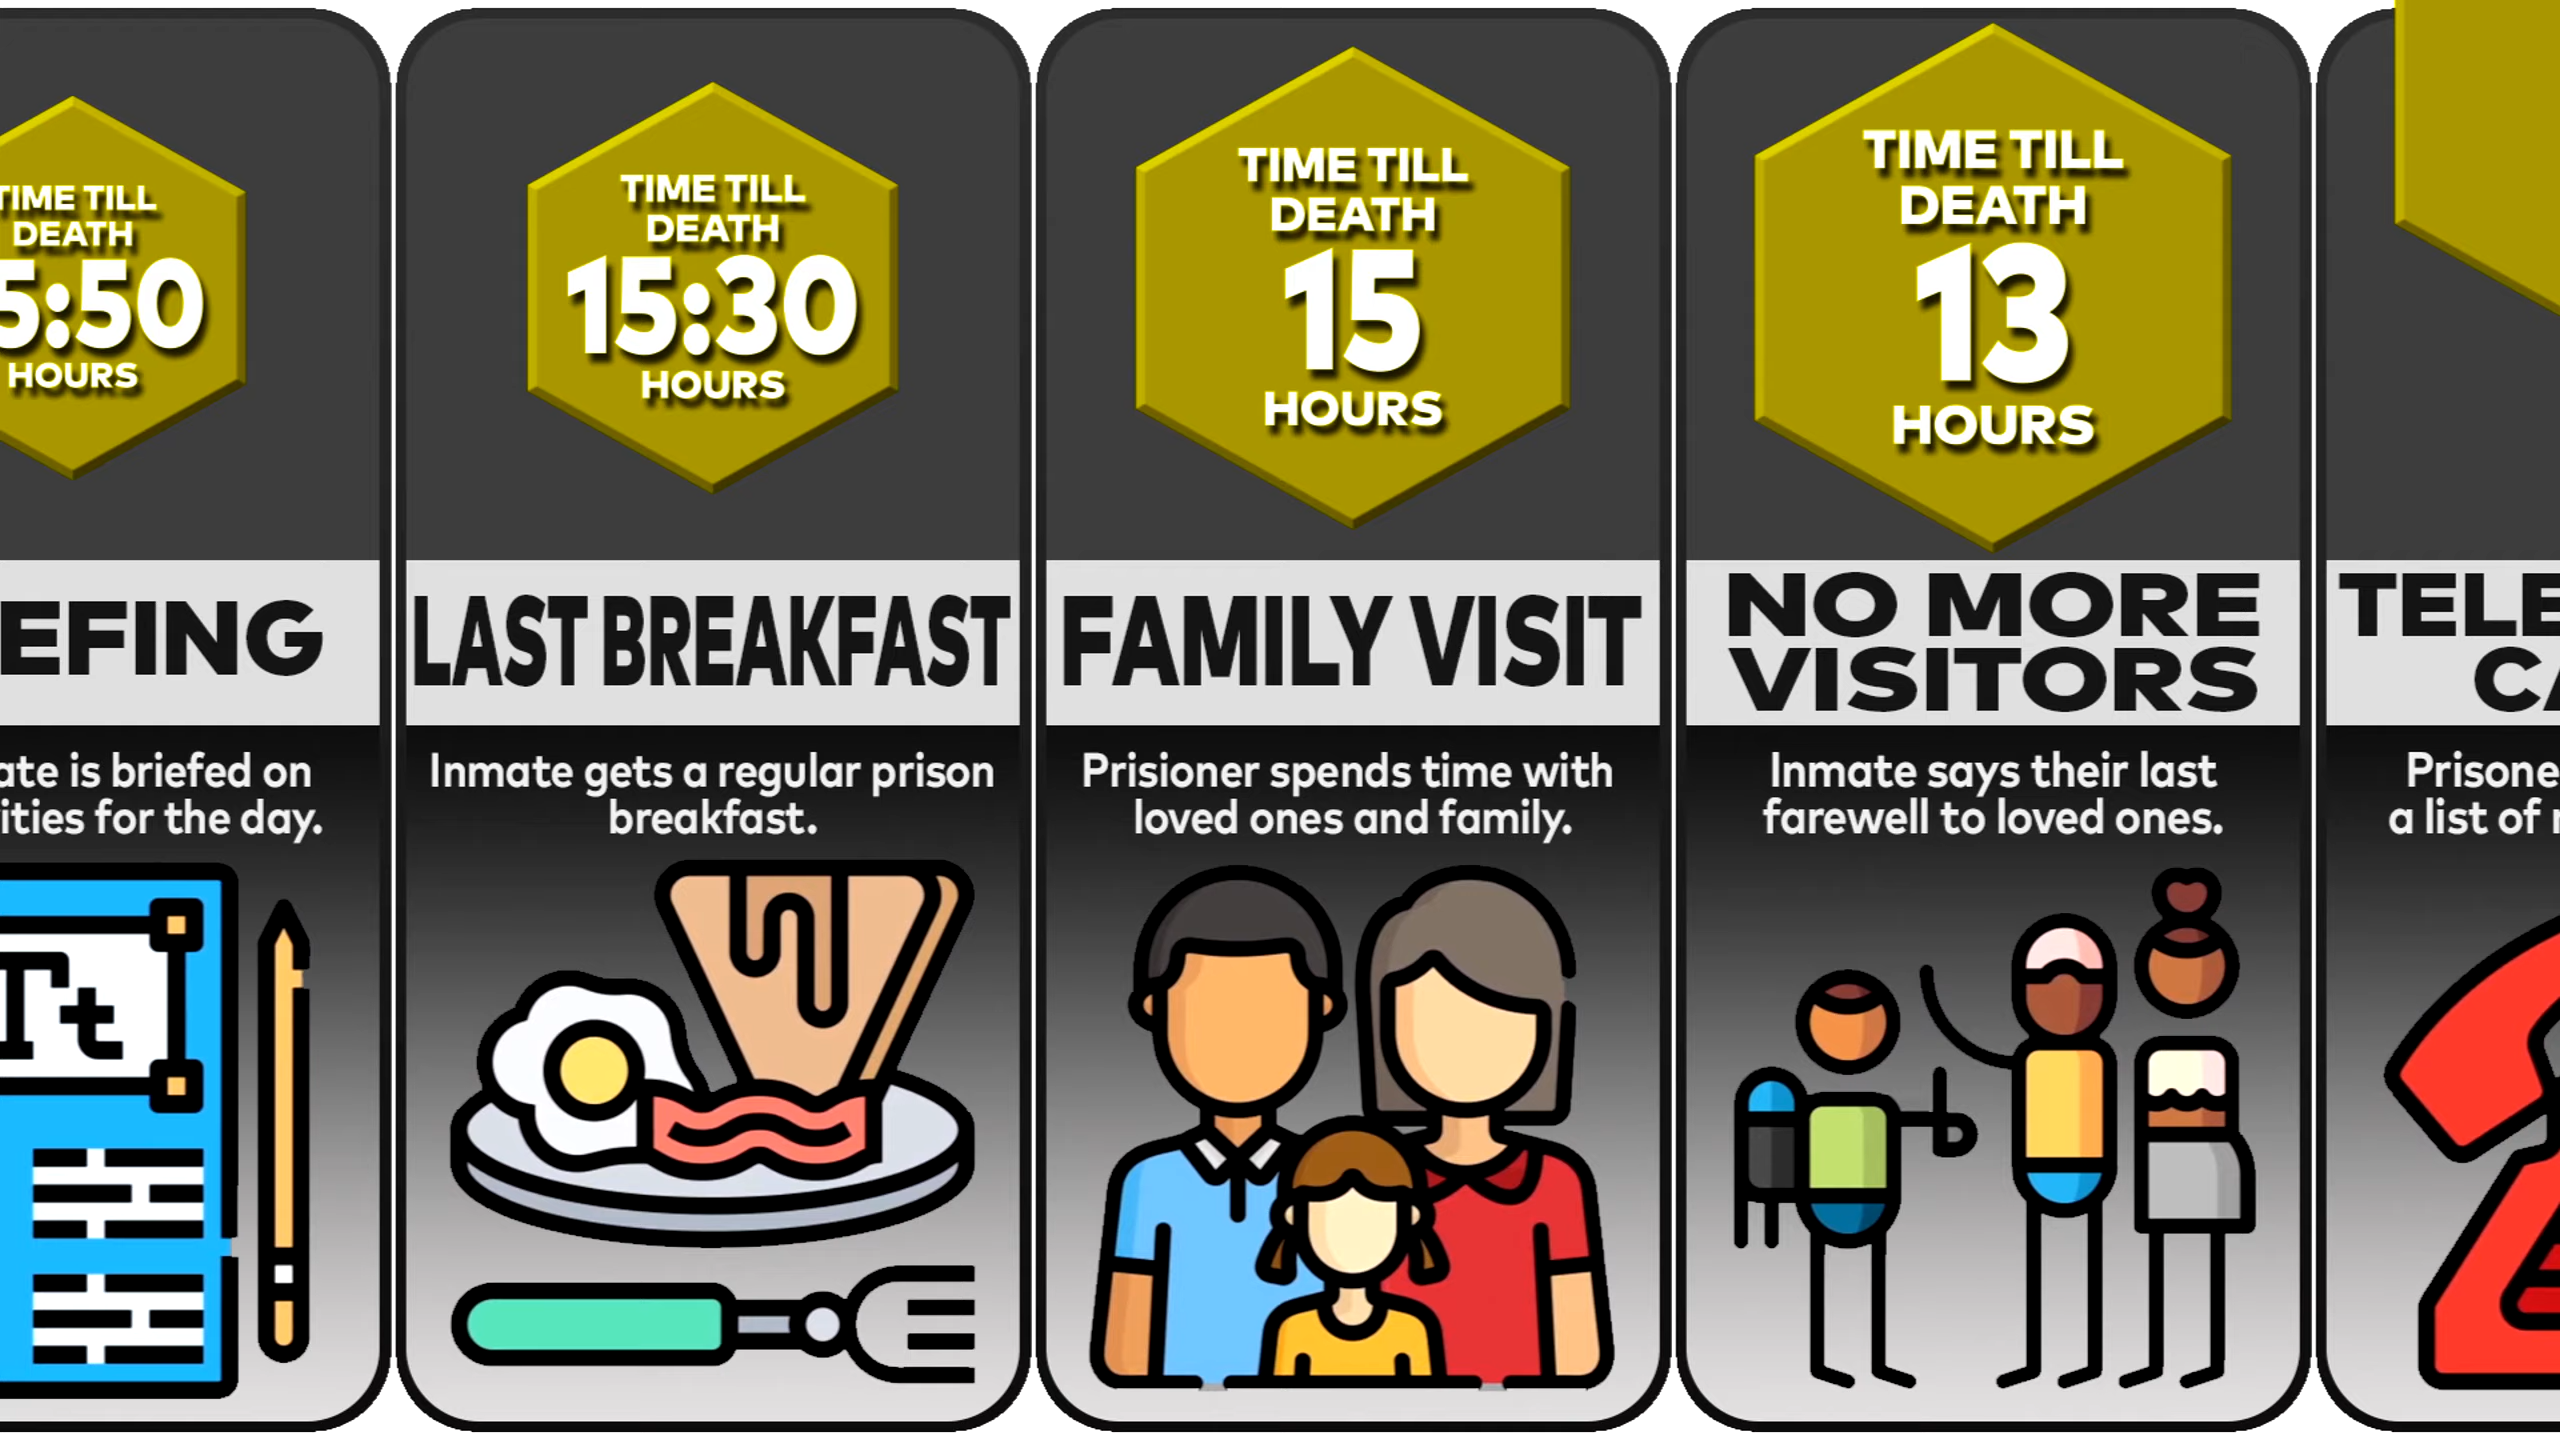 TIME TILL
DEATH
5:50
HOURS
EFING
ate is briefed on
ities for the day.
Tt
TIME TILL
DEATH
15:30
HOURS
LAST BREAKFAST
Inmate gets a regular prison
breakfast.
TIME TILL
DEATH
15
HOURS
FAMILY VISIT
Prisioner spends time with
loved ones and family.
TIME TILL
DEATH
13
HOURS
NO MORE
VISITORS
Inmate says their last
farewell to loved ones.
TELE
CA
Prisone
a list of